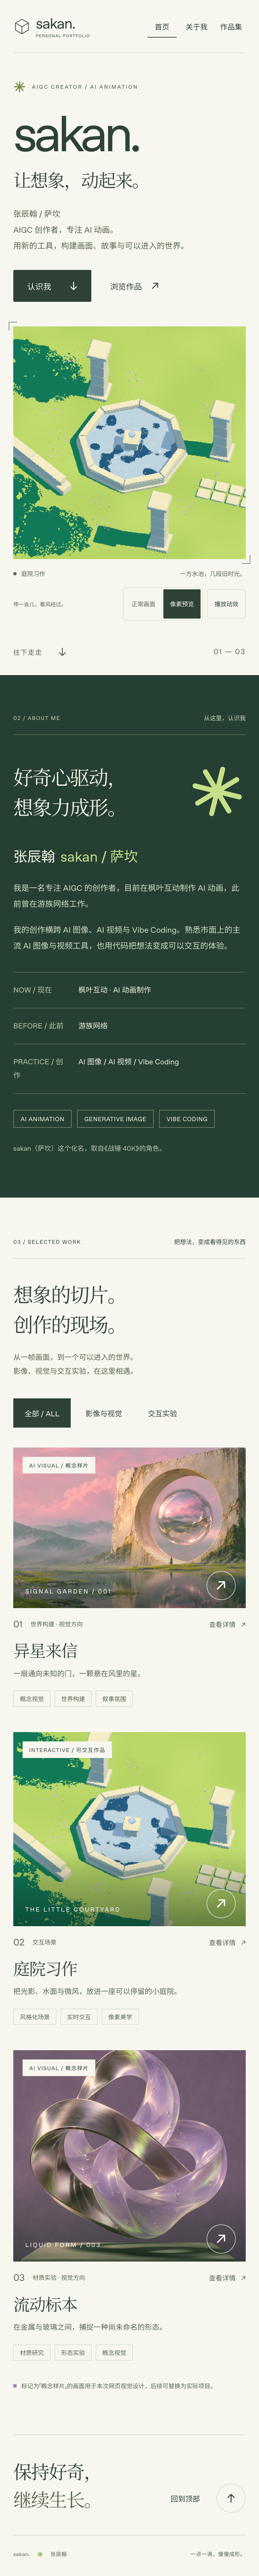 sakan.
PERSONAL PORTFOLIO
首页 关于我 作品集
AIGC CREATOR / AI ANIMATION
sakan.
让想象，动起来。
张辰翰 / 萨坎
AIGC 创作者，专注 AI 动画。
用新的工具，构建画面、故事与可以进入的世界。
认识我 ↓ 浏览作品 ↗
庭院习作 一方水池，几段旧时光。
停一会儿，看风经过。 正常画面 像素预览 播放动效
往下走走 ↓ 01 — 03
02 / ABOUT ME 从这里，认识我
好奇心驱动，
想象力成形。
张辰翰 sakan / 萨坎
我是一名专注 AIGC 的创作者，目前在枫叶互动制作 AI 动画，此
前曾在游族网络工作。
我的创作横跨 AI 图像、AI 视频与 Vibe Coding。熟悉市面上的主
流 AI 图像与视频工具，也用代码把想法变成可以交互的体验。
NOW / 现在 枫叶互动 · AI 动画制作
BEFORE / 此前 游族网络
PRACTICE / 创
作 AI 图像 / AI 视频 / Vibe Coding
AI ANIMATION GENERATIVE IMAGE VIBE CODING
sakan（萨坎）这个化名，取自《战锤 40K》的角色。
03 / SELECTED WORK 把想法，变成看得见的东西
想象的切片。
创作的现场。
从一帧画面，到一个可以进入的世界。
影像、视觉与交互实验，在这里相遇。
全部 / ALL 影像与视觉 交互实验
AI VISUAL / 概念样片
SIGNAL GARDEN / 001
01 世界构建 · 视觉方向 查看详情 ↗
异星来信
一扇通向未知的门，一颗悬在风里的星。
概念视觉 世界构建 叙事氛围
INTERACTIVE / 可交互作品
THE LITTLE COURTYARD
02 交互场景 查看详情 ↗
庭院习作
把光影、水面与微风，放进一座可以停留的小庭院。
风格化场景 实时交互 像素美学
AI VISUAL / 概念样片
LIQUID FORM / 003
03 材质实验 · 视觉方向 查看详情 ↗
流动标本
在金属与玻璃之间，捕捉一种尚未命名的形态。
材质研究 形态实验 概念视觉
标记为「概念样片」的画面用于本次网页视觉设计，后续可替换为实际项目。
保持好奇，
继续生长。
回到顶部 ↑
sakan. 张辰翰 一点一滴，慢慢成形。